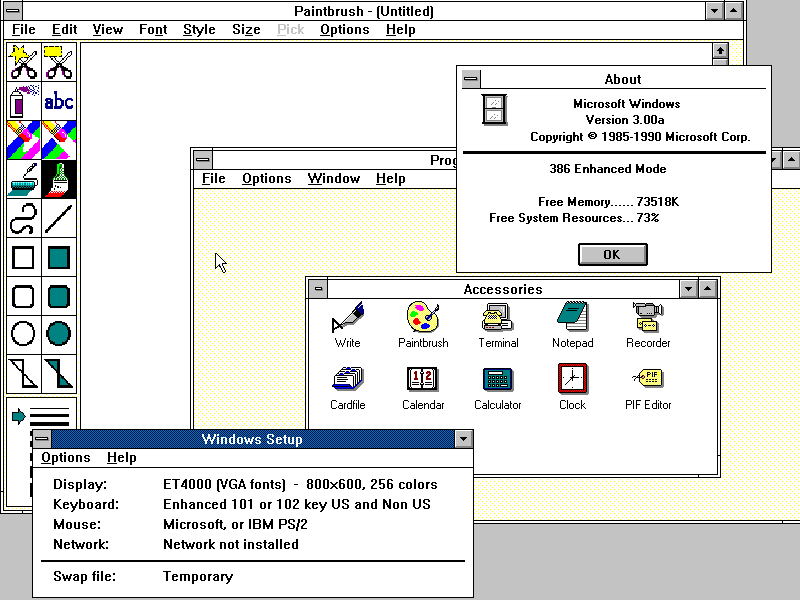 Paintbrush - (Untitled)
File Edit View Font Style Size Pick Options Help
abc
About
Microsoft Windows
Version 3.00a
Copyright © 1985-1990 Microsoft Corp.
386 Enhanced Mode
Free Memory...... 73518K
Free System Resources... 73%
OK
File Options Window Help
Accessories
Write Paintbrush Terminal Notepad Recorder
Cardfile Calendar Calculator Clock PIF Editor
Windows Setup
Options Help
Display: ET4000 (VGA fonts) - 800x600, 256 colors
Keyboard: Enhanced 101 or 102 key US and Non US
Mouse: Microsoft, or IBM PS/2
Network: Network not installed
Swap file: Temporary